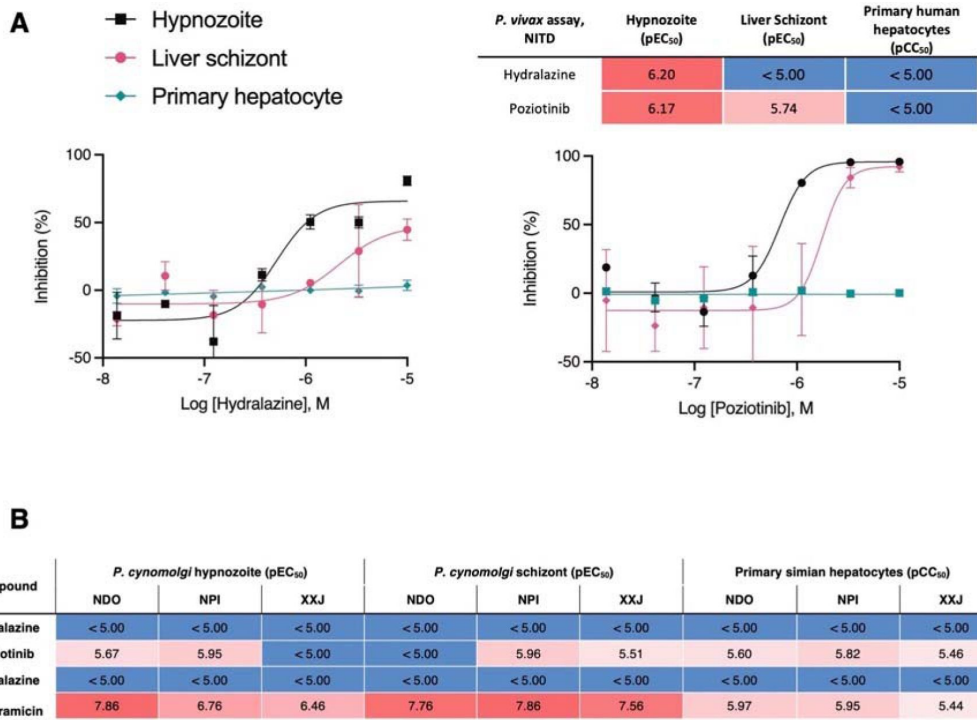 A
Hypnozoite
Liver schizont
Primary hepatocyte
P. vivax assay, NITD Hypnozoite (pEC50) Liver Schizont (pEC50) Primary human hepatocytes (pCC50)
Hydralazine 6.20 < 5.00 < 5.00
Poziotinib 6.17 5.74 < 5.00
100
50
0
-50
Inhibition (%)
-8 -7 -6 -5
Log [Hydralazine], M
100
50
0
-50
Inhibition (%)
-8 -7 -6 -5
Log [Poziotinib], M
B
pound P. cynomolgi hypnozoite (pEC50) P. cynomolgi schizont (pEC50) Primary simian hepatocytes (pCC50)
NDO NPI XXJ NDO NPI XXJ NDO NPI XXJ
alazine < 5.00 < 5.00 < 5.00 < 5.00 < 5.00 < 5.00 < 5.00 < 5.00 < 5.00
otinib 5.67 5.95 < 5.00 < 5.00 5.96 5.51 5.60 5.82 5.46
alazine < 5.00 < 5.00 < 5.00 < 5.00 < 5.00 < 5.00 < 5.00 < 5.00 < 5.00
ramicin 7.86 6.76 6.46 7.76 7.86 7.56 5.97 5.95 5.44